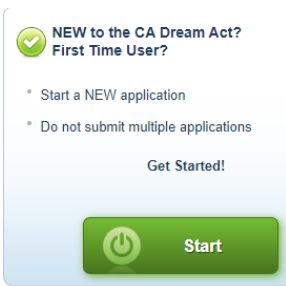 NEW to the CA Dream Act?
First Time User?
Start a NEW application
Do not submit multiple applications
Get Started!
Start